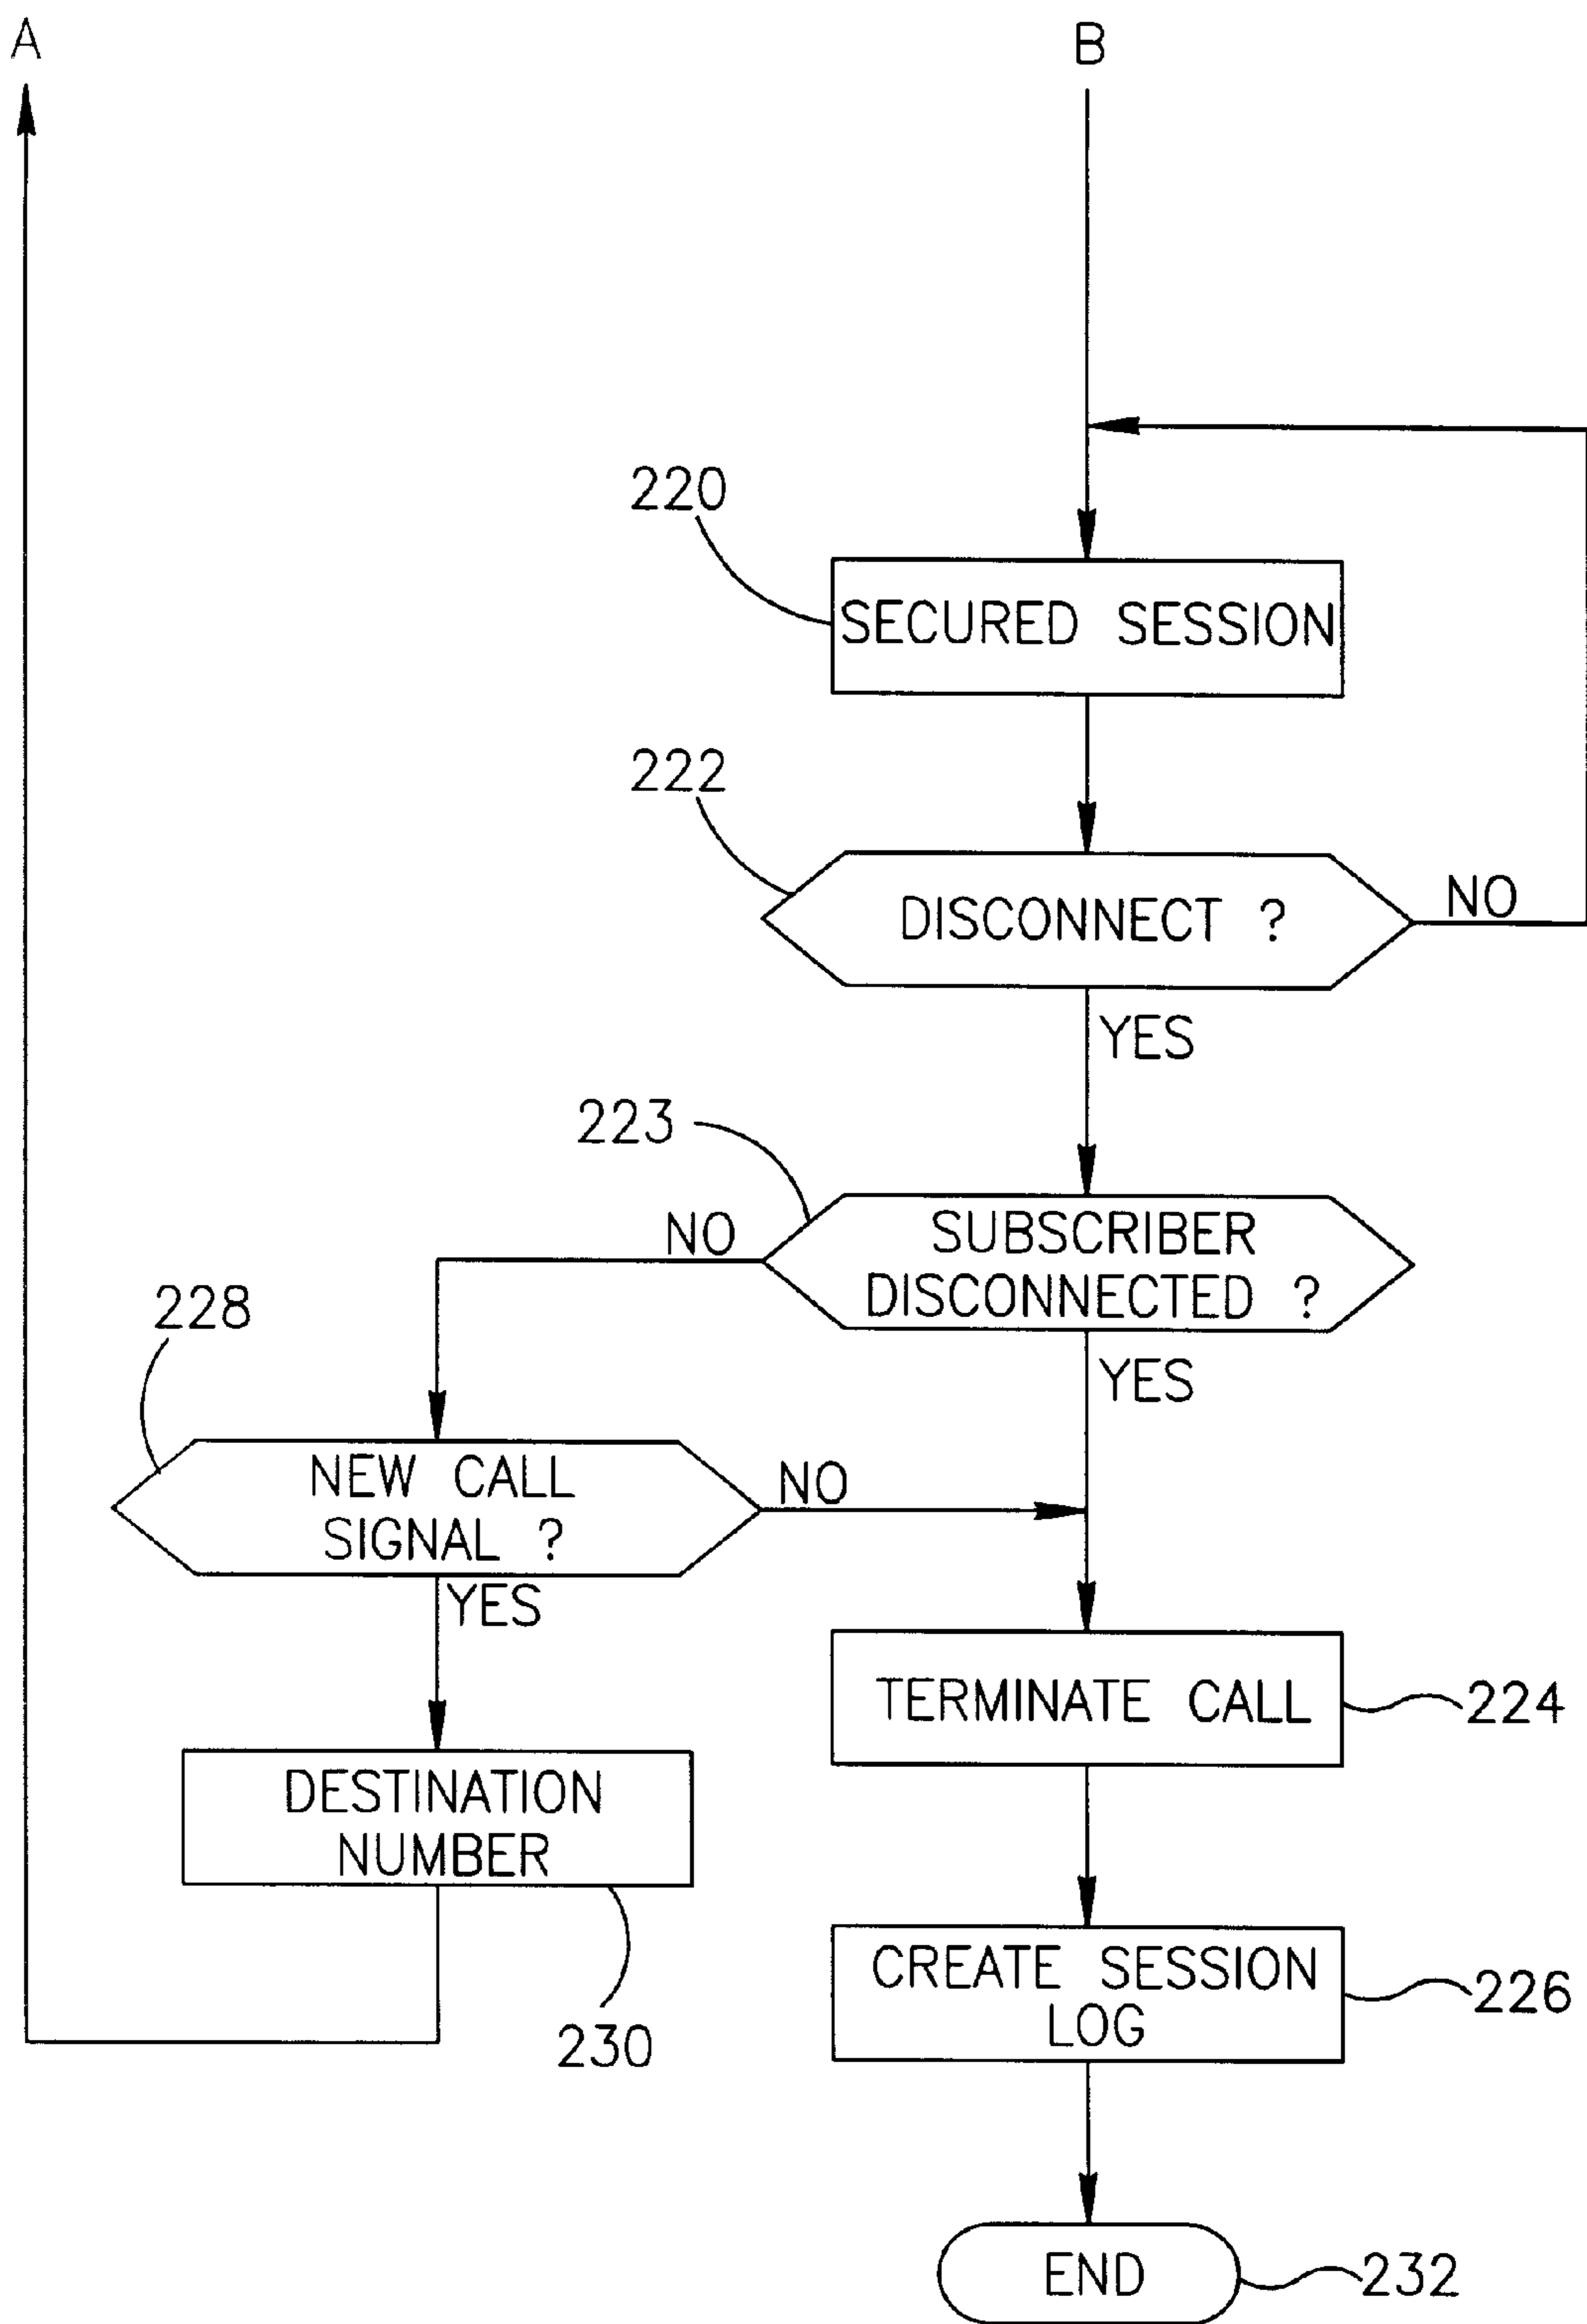 A
B
220
SECURED SESSION
222
DISCONNECT ?
NO
YES
223
NO
SUBSCRIBER
DISCONNECTED ?
YES
228
NEW CALL
SIGNAL ?
NO
YES
TERMINATE CALL
224
DESTINATION
NUMBER
230
CREATE SESSION
LOG
226
END
232